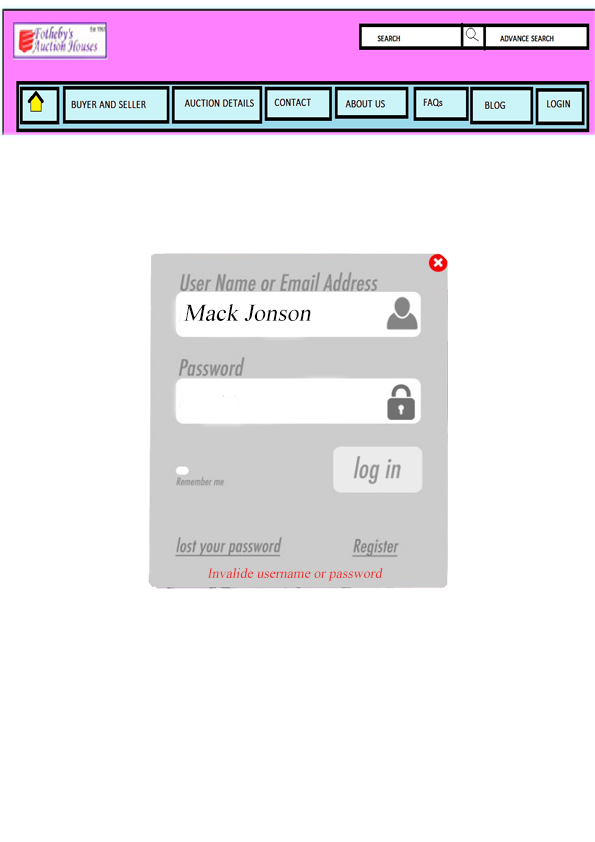 Fotheby's
Est 1961
Auction Houses
SEARCH
ADVANCE SEARCH
BUYER AND SELLER
AUCTION DETAILS
CONTACT
ABOUT US
FAQs
BLOG
LOGIN
User Name or Email Address
Mack Jonson
Password
log in
Remember me
lost your password
Register
Invalide username or password